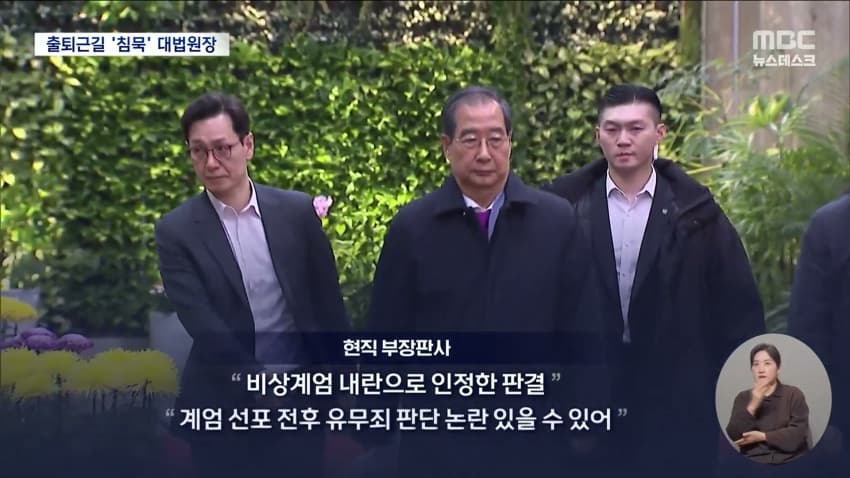 출퇴근길 '침묵' 대법원장
MBC
뉴스데스크
현직 부장판사
“ 비상계엄 내란으로 인정한 판결 ”
“ 계엄 선포 전후 유무죄 판단 논란 있을 수 있어 ”